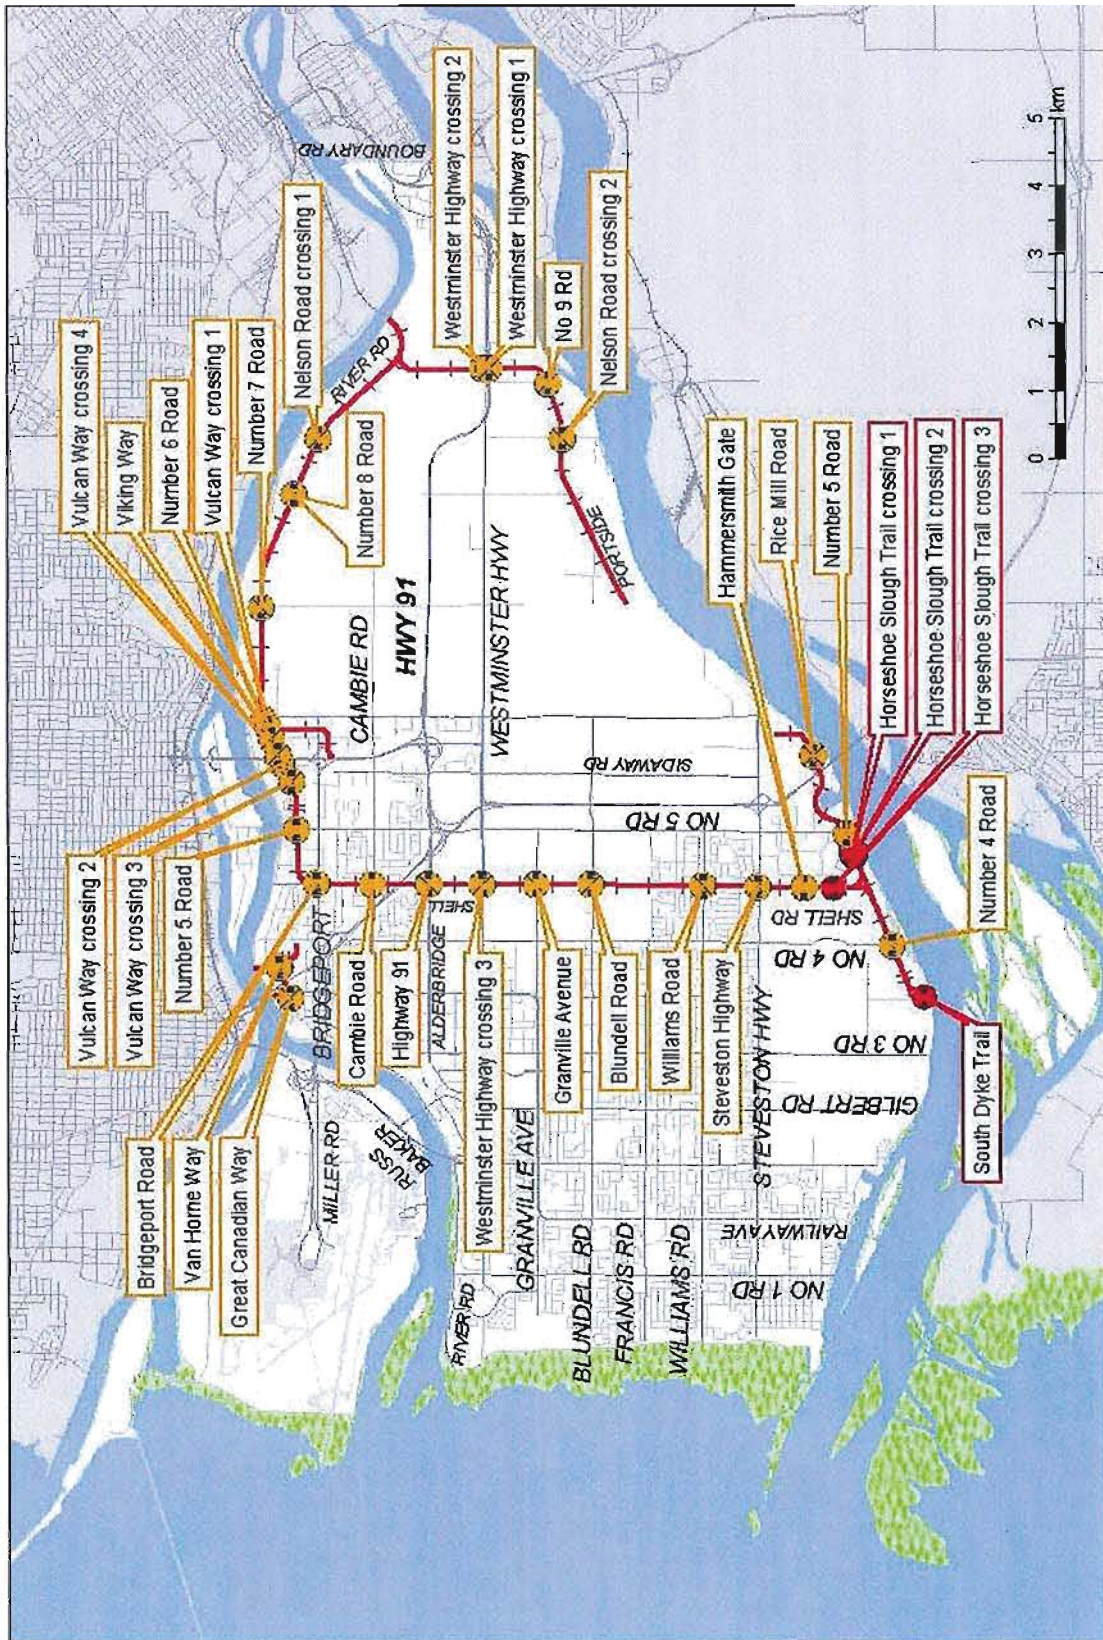 Vulcan Way crossing 4
Viking Way
Number 6 Road
Vulcan Way crossing 1
Number 7 Road
Nelson Road crossing 1
Westminster Highway crossing 2
Westminster Highway crossing 1
No 9 Rd
Nelson Road crossing 2
BOUNDARY RD
RIVER RD
Number 8 Road
CAMBIE RD
HWY 91
WESTMINSTER HWY
PORTSIDE
SIDAWAY RD
NO 5 RD
Hammersmith Gate
Rice Mill Road
Number 5 Road
Horseshoe Slough Trail crossing 1
Horseshoe Slough Trail crossing 2
Horseshoe Slough Trail crossing 3
0 1 2 3 4 5
km
Vulcan Way crossing 2
Vulcan Way crossing 3
Number 5 Road
BRIDGEPORT
SHELL
ALDERBRIDGE
Cambie Road
Highway 91
Westminster Highway crossing 3
Granville Avenue
Blundell Road
Williams Road
Steveston Highway
SHELL RD
NO 4 RD
Number 4 Road
NO 3 RD
GILBERT RD
STEVESTON HWY
South Dyke Trail
Bridgeport Road
Van Horne Way
Great Canadian Way
MILLER RD
RUSS
BAKER
RIVER RD
GRANVILLE AVE
BLUNDELL RD
FRANCIS RD
WILLIAMS RD
RAILWAY AVE
NO 1 RD